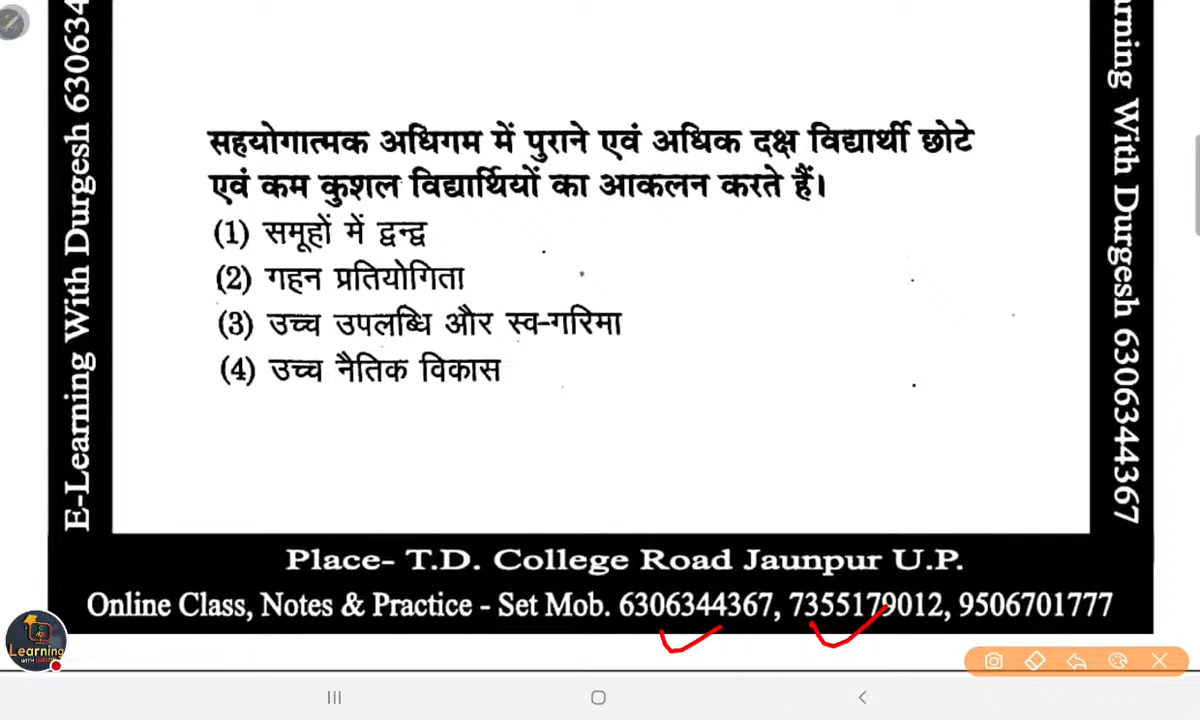 E-Learning With Durgesh 630634
सहयोगात्मक अधिगम में पुराने एवं अधिक दक्ष विद्यार्थी छोटे
एवं कम कुशल विद्यार्थियों का आकलन करते हैं।
(1) समूहों में द्वन्द्व
(2) गहन प्रतियोगिता
(3) उच्च उपलब्धि और स्व-गरिमा
(4) उच्च नैतिक विकास
arning With Durgesh 6306344367
Place- T.D. College Road Jaunpur U.P.
Online Class, Notes & Practice - Set Mob. 6306344367, 7355179012, 9506701777
Learning